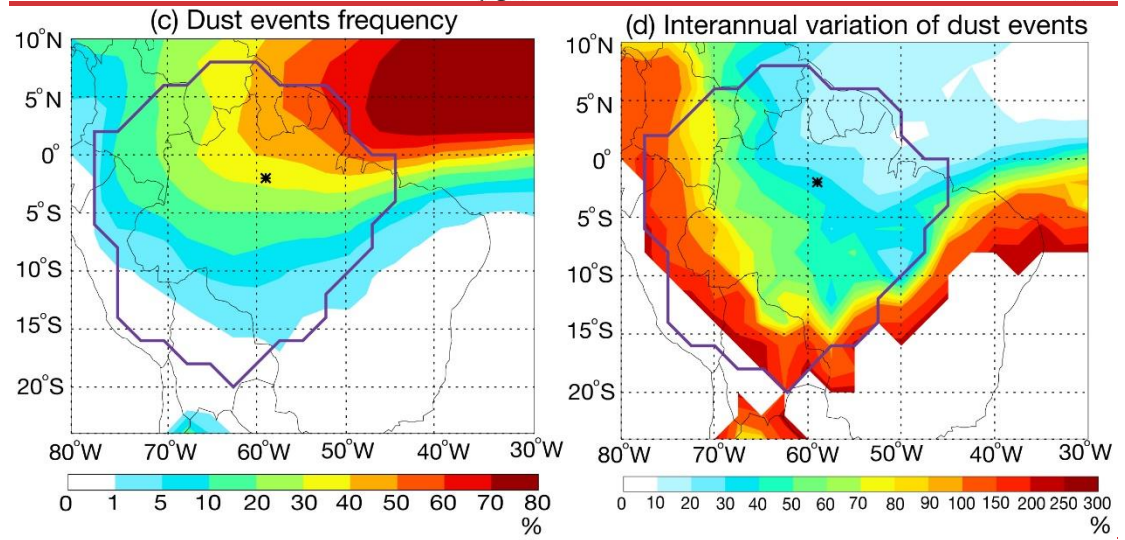 (c) Dust events frequency
10°N
5°N
0°
5°S
10°S
15°S
20°S
80°W 70°W 60°W 50°W 40°W 30°W
0 1 5 10 20 30 40 50 60 70 80
%
(d) Interannual variation of dust events
10°N
5°N
0°
5°S
10°S
15°S
20°S
80°W 70°W 60°W 50°W 40°W 30°W
0 10 20 30 40 50 60 70 80 90 100 150 200 250 300
%